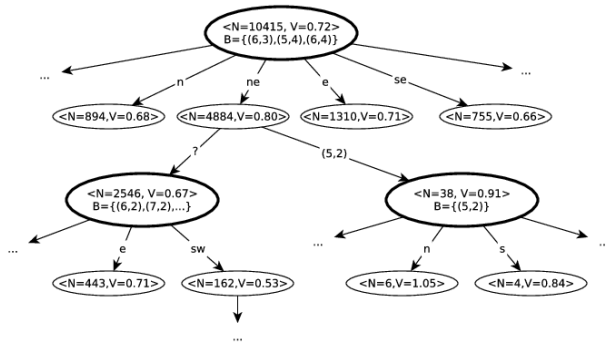 <N=10415, V=0.72>
B={(6,3),(5,4),(6,4)}
...
...
n
ne
e
se
<N=894,V=0.68>
<N=4884,V=0.80>
<N=1310,V=0.71>
<N=755,V=0.66>
?
(5,2)
<N=2546, V=0.67>
B={(6,2),(7,2),...}
<N=38, V=0.91>
B={(5,2)}
...
...
...
e
sw
n
s
<N=443,V=0.71>
<N=162,V=0.53>
<N=6,V=1.05>
<N=4,V=0.84>
...